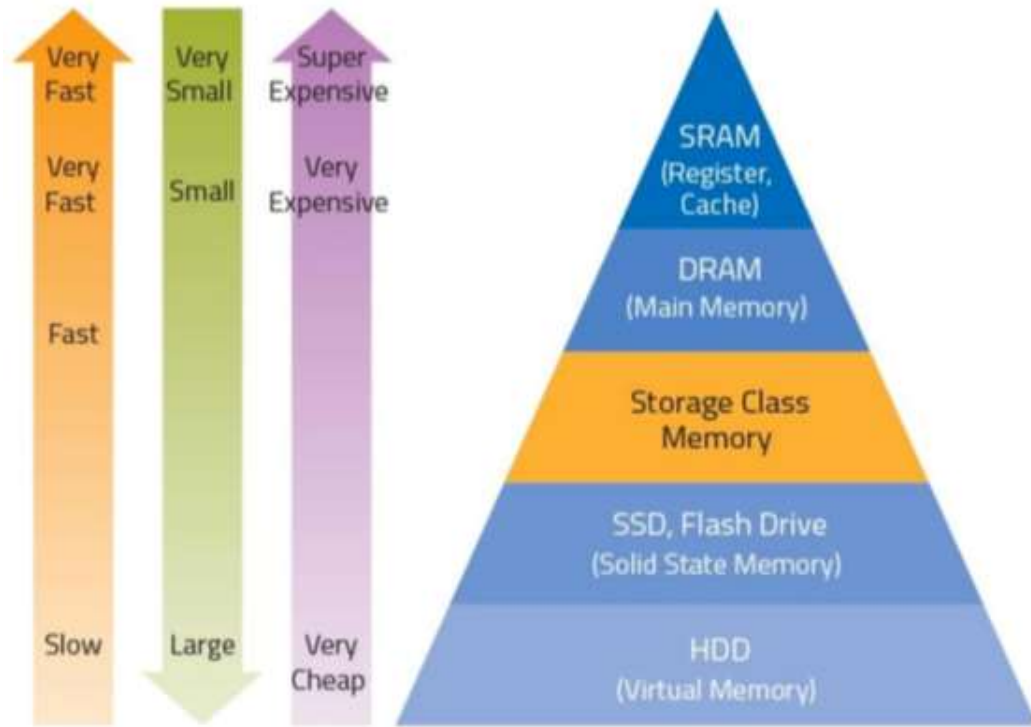 Very
Fast
Very
Fast
Fast
Slow
Very
Small
Small
Large
Super
Expensive
Very
Expensive
Very
Cheap
SRAM
(Register,
Cache)
DRAM
(Main Memory)
Storage Class
Memory
SSD, Flash Drive
(Solid State Memory)
HDD
(Virtual Memory)